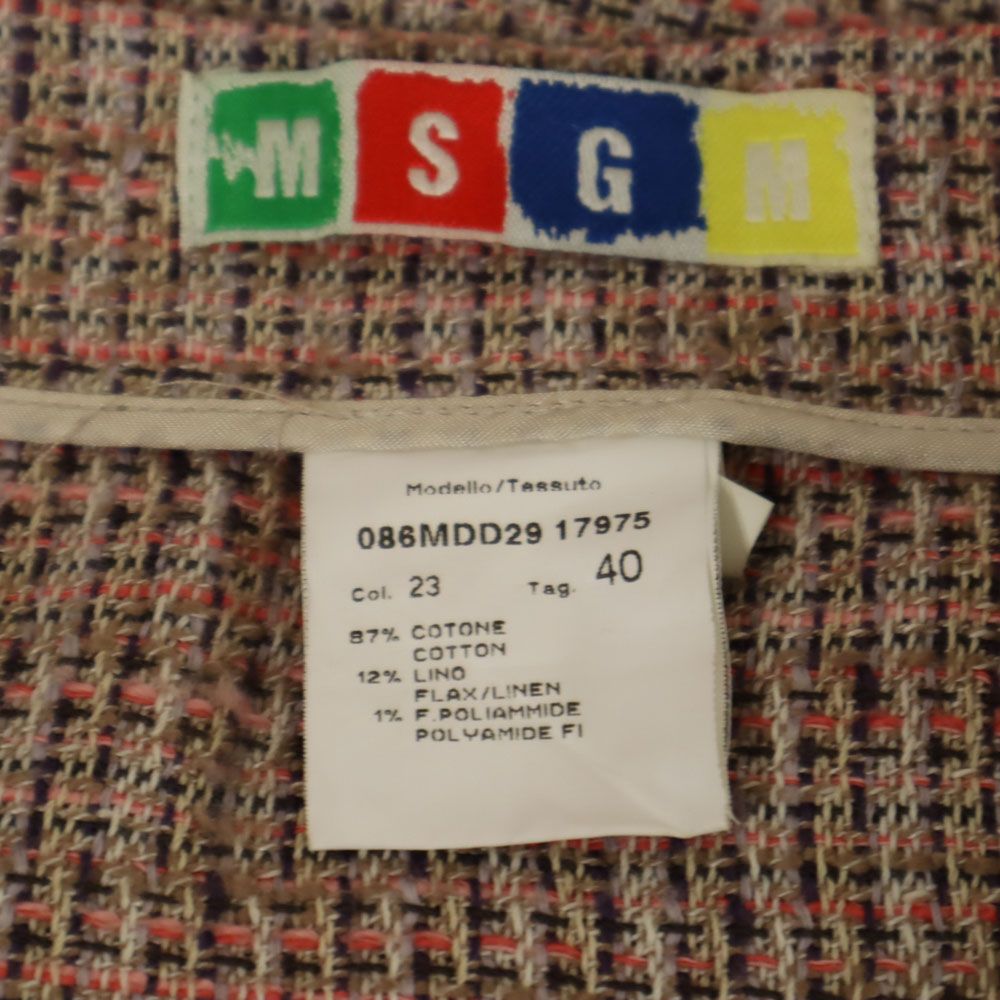 MSGM
Modello/Tessuto
086MDD29 17975
Col. 23 Tag. 40
87% COTONE
COTTON
12% LINO
FLAX/LINEN
1% F.POLIAMMIDE
POLYAMIDE FI